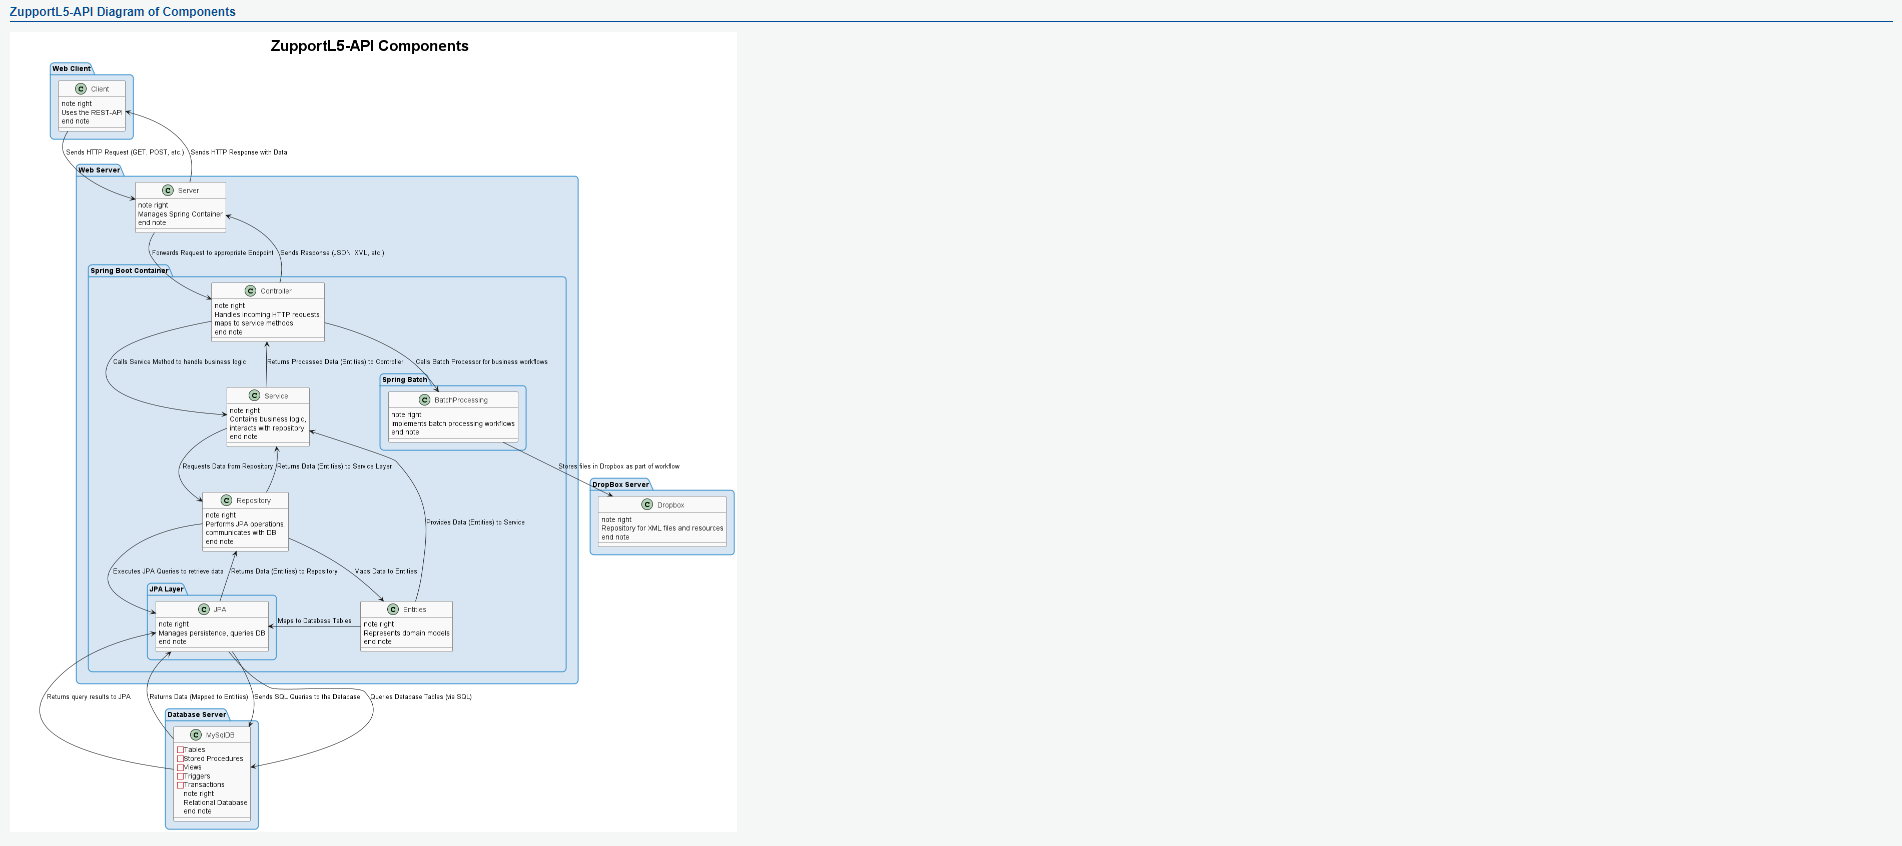 ZupportL5-API Diagram of Components
ZupportL5-API Components
Web Client
C Client
note right
Uses the REST-API
end note
Sends HTTP Request (GET, POST, etc.)
Sends HTTP Response with Data
Web Server
C Server
note right
Manages Spring Container
end note
Forwards Request to appropriate Endpoint
Sends Response (JSON, XML, etc.)
Spring Boot Container
C Controller
note right
Handles incoming HTTP requests
maps to service methods
end note
Calls Service Method to handle business logic
Returns Processed Data (Entities) to Controller
Calls Batch Processor for business workflows
Spring Batch
C Service
note right
Contains business logic,
interacts with repository
end note
C BatchProcessing
note right
Implements batch processing workflows
end note
Requests Data from Repository
Returns Data (Entities) to Service Layer
Stores files in Dropbox as part of workflow
DropBox Server
C Dropbox
note right
Repository for XML files and resources
end note
C Repository
note right
Performs JPA operations
communicates with DB
end note
Provides Data (Entities) to Service
Executes JPA Queries to retrieve data
Returns Data (Entities) to Repository
Maps Data to Entities
JPA Layer
C JPA
note right
Manages persistence, queries DB
end note
Maps to Database Tables
C Entities
note right
Represents domain models
end note
Returns query results to JPA
Returns Data (Mapped to Entities)
Sends SQL Queries to the Database
Queries Database Tables (via SQL)
Database Server
C MySqlDB
Tables
Stored Procedures
Views
Triggers
Transactions
note right
Relational Database
end note